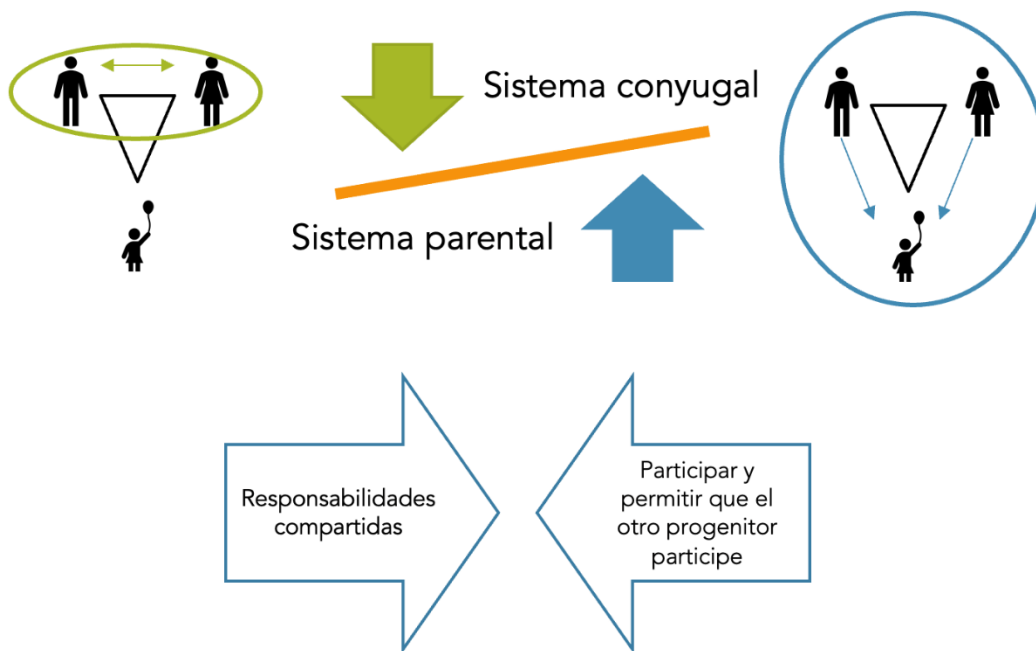 Sistema conyugal
Sistema parental
Responsabilidades
compartidas
Participar y
permitir que el
otro progenitor
participe